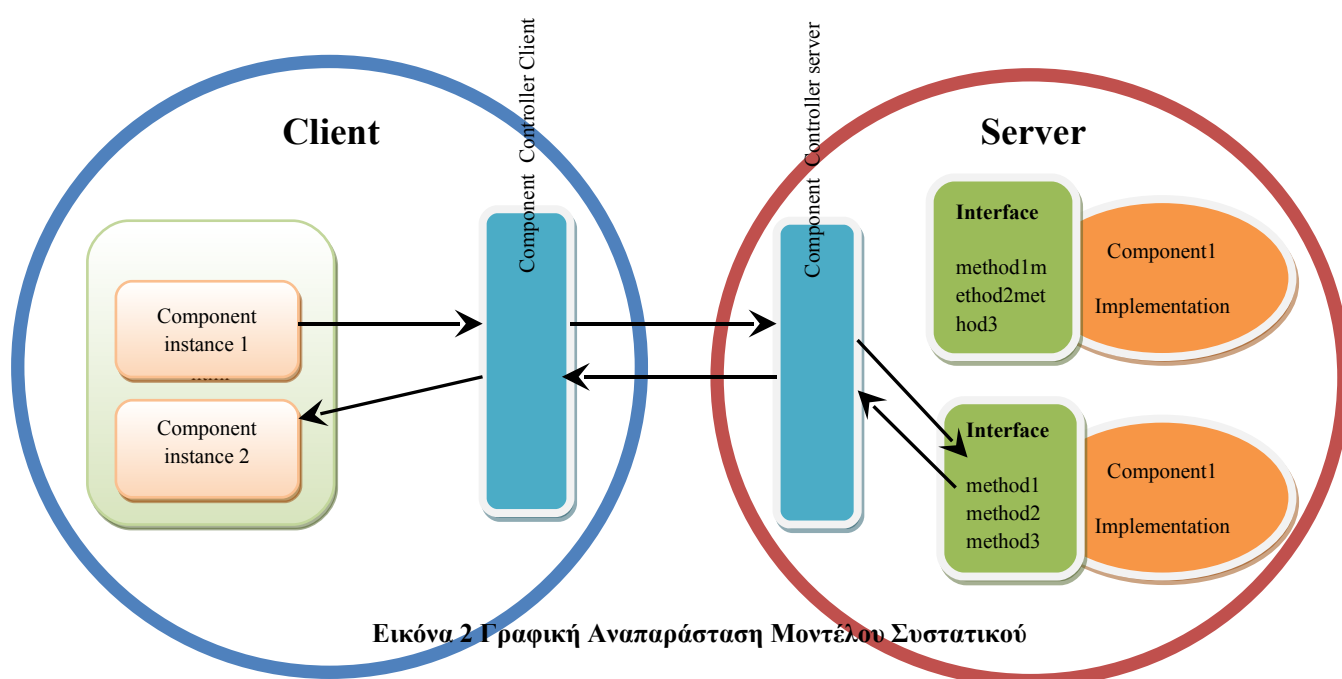 Client
Component Controller Client
Component
instance 1
Component
instance 2
Component Controller server
Server
Interface
method1m
ethod2met
hod3
Component1
Implementation
Interface
method1
method2
method3
Component1
Implementation
Εικόνα 2 Γραφική Αναπαράσταση Μοντέλου Συστατικού